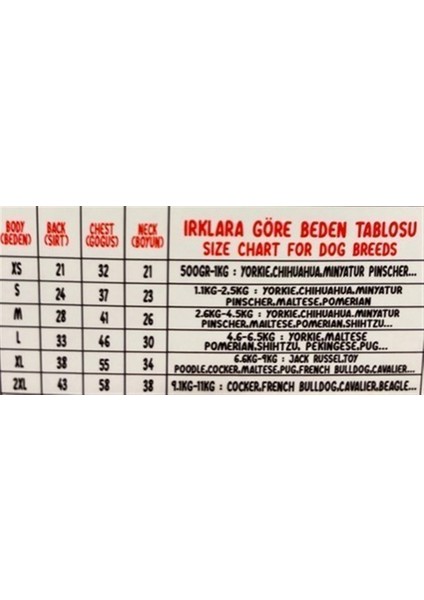 BODY (BEDEN) BACK (SIRT) CHEST (GÖĞÜS) NECK (BOYUN) IRKLARA GÖRE BEDEN TABLOSU
SIZE CHART FOR DOG BREEDS
XS 21 32 21 500GR-1KG : YORKIE.CHIHUAHUA.MINYATUR PINSCHER...
S 24 37 23 1.1KG-2.5KG : YORKIE.CHIHUAHUA.MINYATUR
PINSCHER.MALTESE.POMERIAN
M 28 41 26 2.6KG-4.5KG : YORKIE.MINYATUR
PINSCHER.MALTESE.POMERIAN.SHIHTZU...
L 33 46 30 4.6-6.5KG : YORKIE.MALTESE
POMERIAN.SHIHTZU. PEKINGESE.PUG...
XL 38 55 34 6.6KG-9KG : JACK RUSSEL.TOY
POODLE.COCKER.MALTESE.PUG.FRENCH BULLDOG.CAVALIER...
2XL 43 58 38 9.1KG-11KG : COCKER.FRENCH BULLDOG.CAVALIER.BEAGLE...